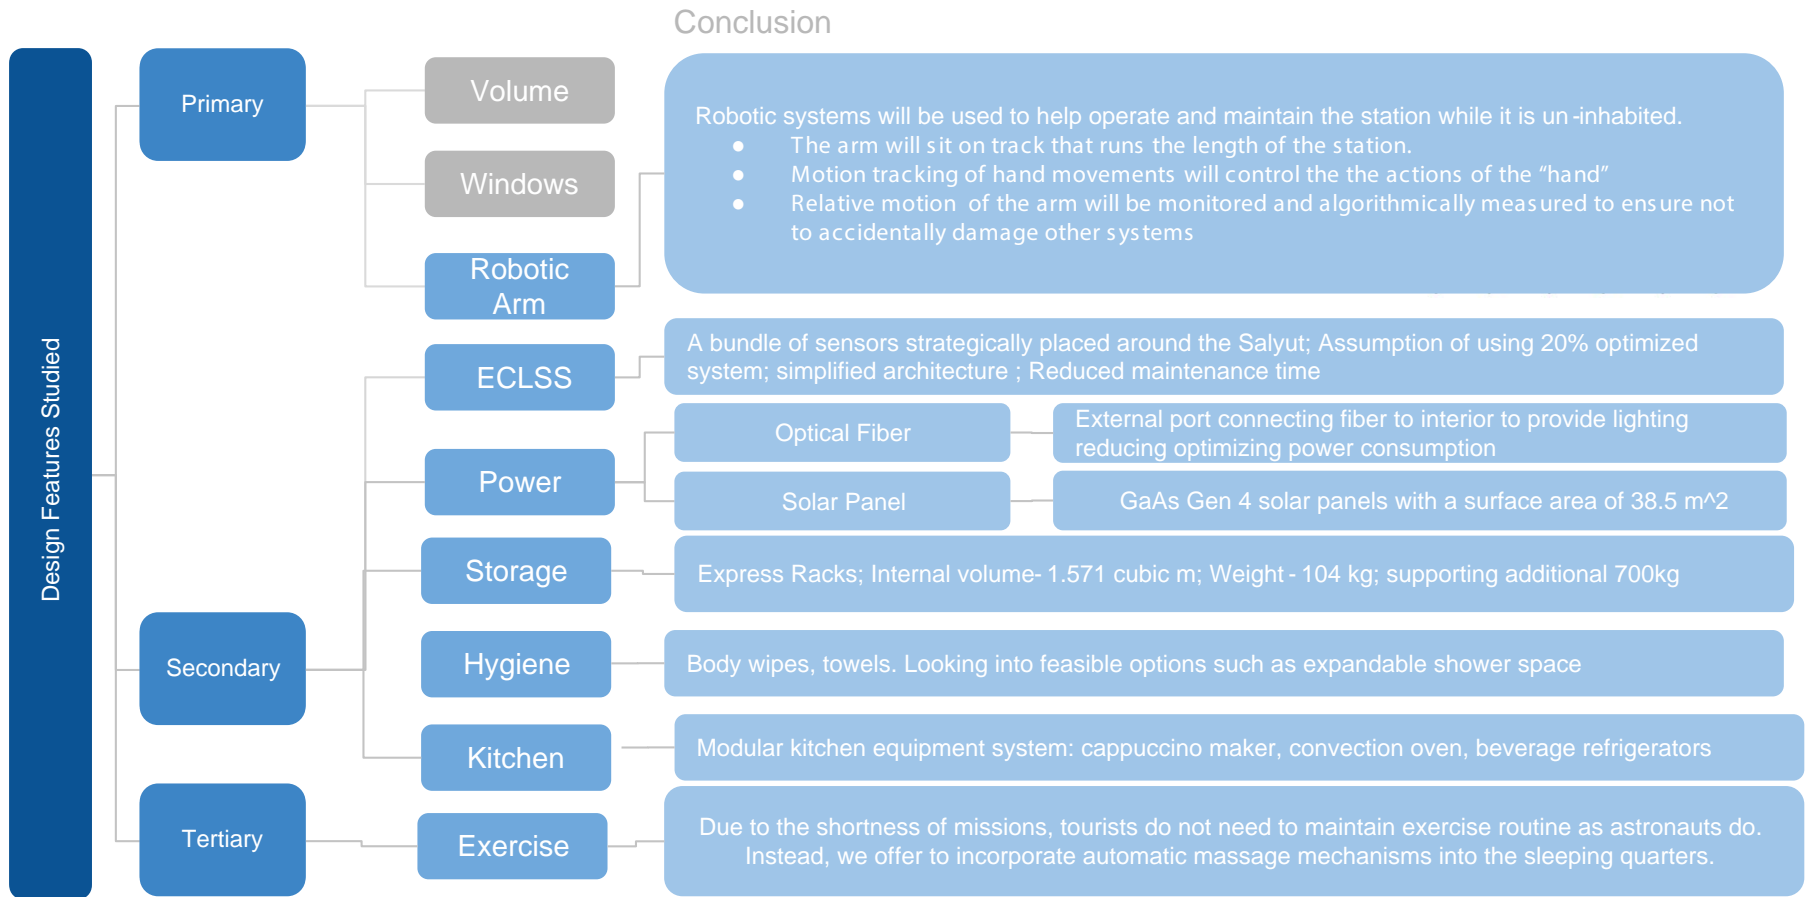 Conclusion
Design Features Studied
Primary
Volume
Windows
Robotic
Arm
Robotic systems will be used to help operate and maintain the station while it is un-inhabited.
● The arm will sit on track that runs the length of the station.
● Motion tracking of hand movements will control the the actions of the “hand”
● Relative motion of the arm will be monitored and algorithmically measured to ensure not
to accidentally damage other systems
Secondary
ECLSS
A bundle of sensors strategically placed around the Salyut; Assumption of using 20% optimized
system; simplified architecture ; Reduced maintenance time
Power
Optical Fiber
External port connecting fiber to interior to provide lighting
reducing optimizing power consumption
Solar Panel
GaAs Gen 4 solar panels with a surface area of 38.5 m^2
Storage
Express Racks; Internal volume- 1.571 cubic m; Weight - 104 kg; supporting additional 700kg
Hygiene
Body wipes, towels. Looking into feasible options such as expandable shower space
Kitchen
Modular kitchen equipment system: cappuccino maker, convection oven, beverage refrigerators
Tertiary
Exercise
Due to the shortness of missions, tourists do not need to maintain exercise routine as astronauts do.
Instead, we offer to incorporate automatic massage mechanisms into the sleeping quarters.